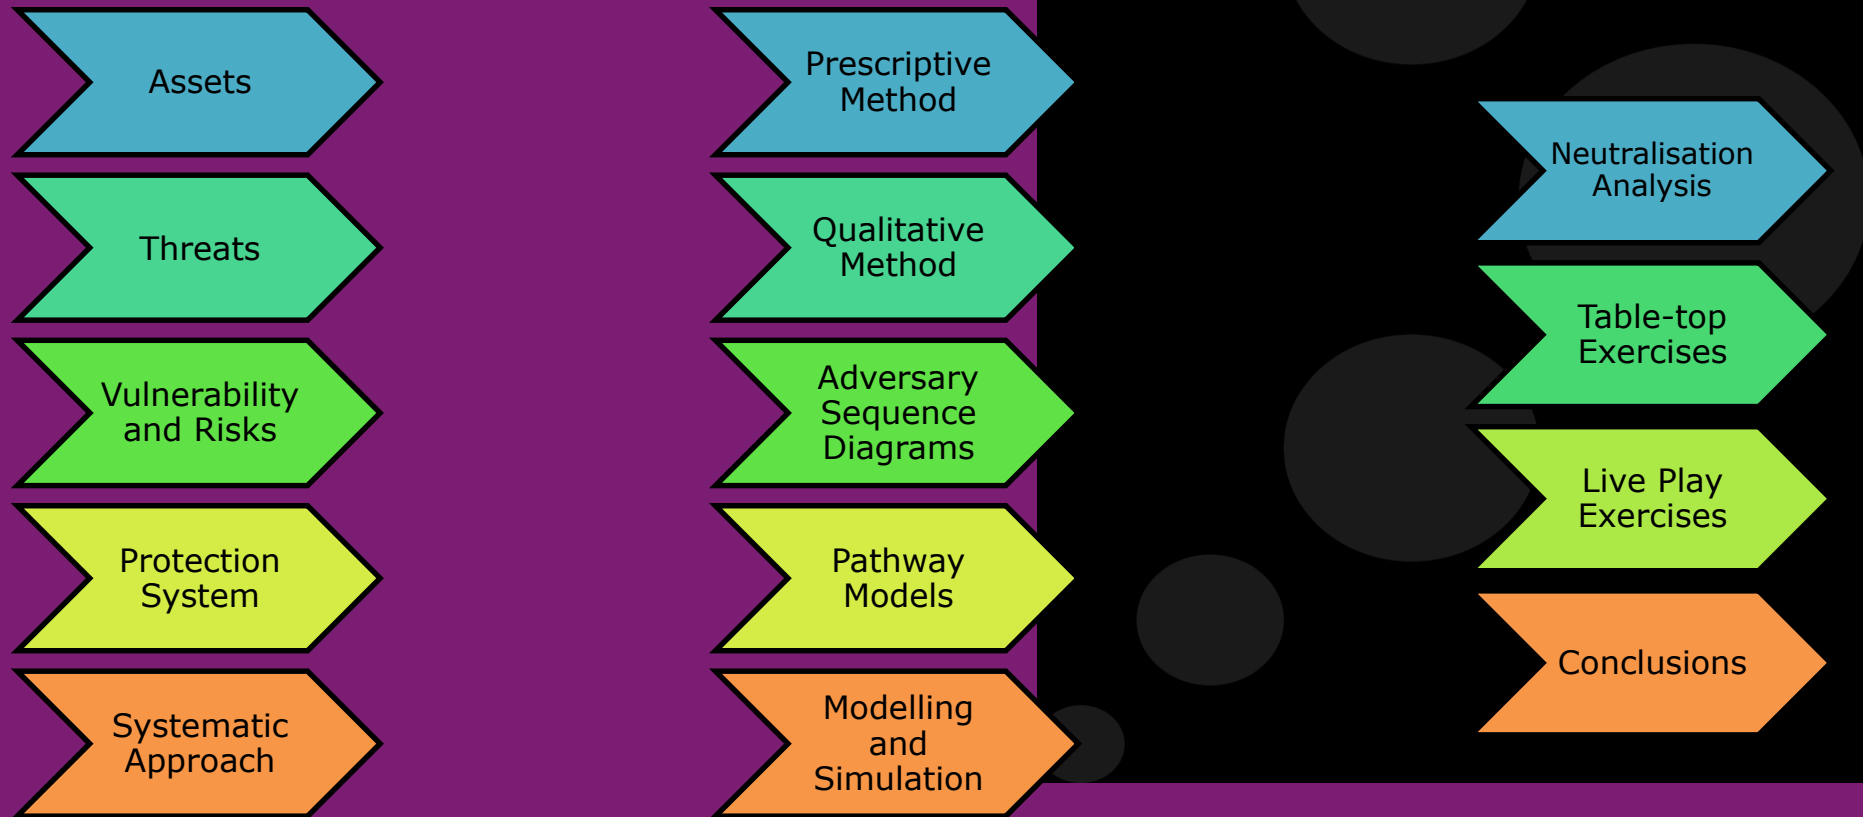 Assets
Threats
Vulnerability
and Risks
Protection
System
Systematic
Approach
Prescriptive
Method
Qualitative
Method
Adversary
Sequence
Diagrams
Pathway
Models
Modelling
and
Simulation
Neutralisation
Analysis
Table-top
Exercises
Live Play
Exercises
Conclusions